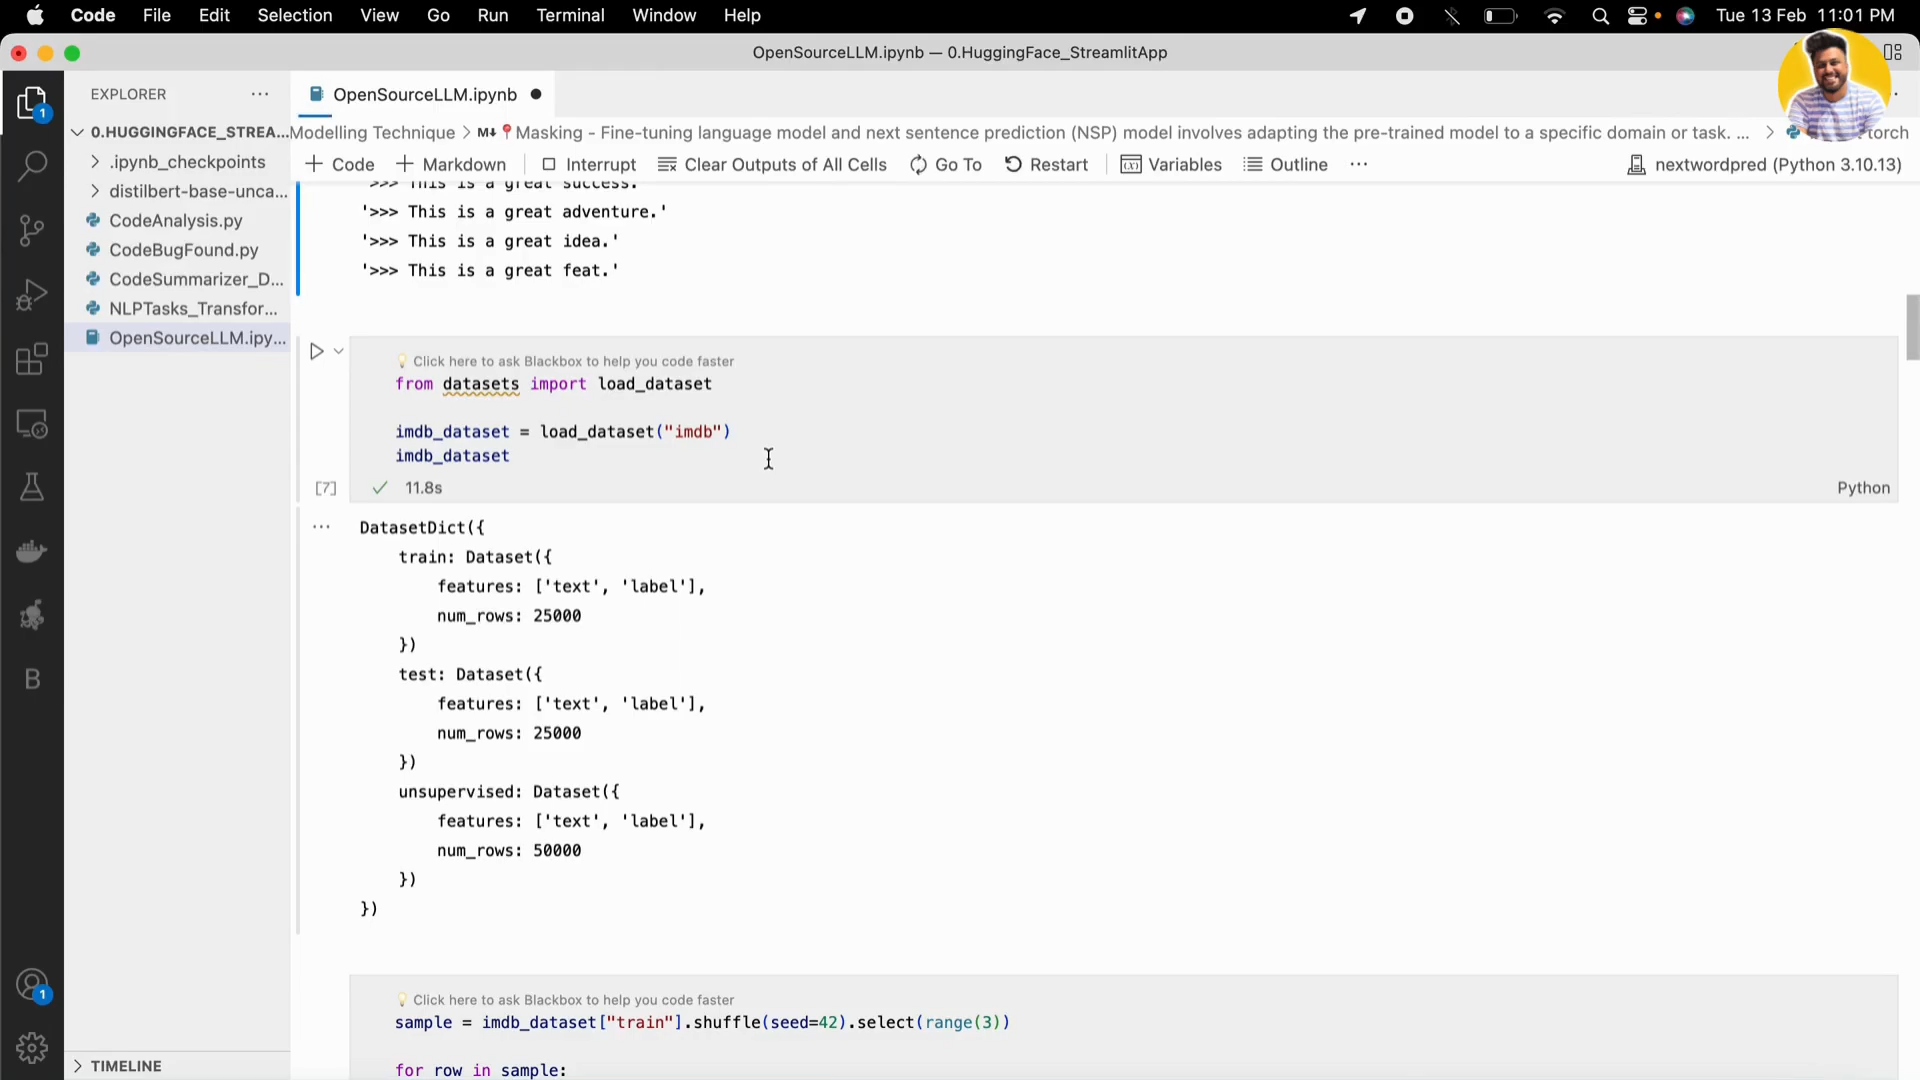 Code File Edit Selection View Go Run Terminal Window Help Tue 13 Feb 11:01 PM
OpenSourceLLM.ipynb — 0.HuggingFace_StreamlitApp
EXPLORER ··· OpenSourceLLM.ipynb
0.HUGGINGFACE_STREA... Modelling Technique > M↓ 📍Masking - Fine-tuning language model and next sentence prediction (NSP) model involves adapting the pre-trained model to a specific domain or task. ... > torch
.ipynb_checkpoints
distilbert-base-unca...
CodeAnalysis.py
CodeBugFound.py
CodeSummarizer_D...
NLPTasks_Transfor...
OpenSourceLLM.ipy...
1
+ Code + Markdown Interrupt Clear Outputs of All Cells Go To Restart Variables Outline ··· nextwordpred (Python 3.10.13)
'>>> This is a great success.'
'>>> This is a great adventure.'
'>>> This is a great idea.'
'>>> This is a great feat.'
💡 Click here to ask Blackbox to help you code faster
from datasets import load_dataset
imdb_dataset = load_dataset("imdb")
imdb_dataset
[7] ✓ 11.8s Python
··· DatasetDict({
train: Dataset({
features: ['text', 'label'],
num_rows: 25000
})
test: Dataset({
features: ['text', 'label'],
num_rows: 25000
})
unsupervised: Dataset({
features: ['text', 'label'],
num_rows: 50000
})
})
💡 Click here to ask Blackbox to help you code faster
sample = imdb_dataset["train"].shuffle(seed=42).select(range(3))
for row in sample:
B
1
TIMELINE